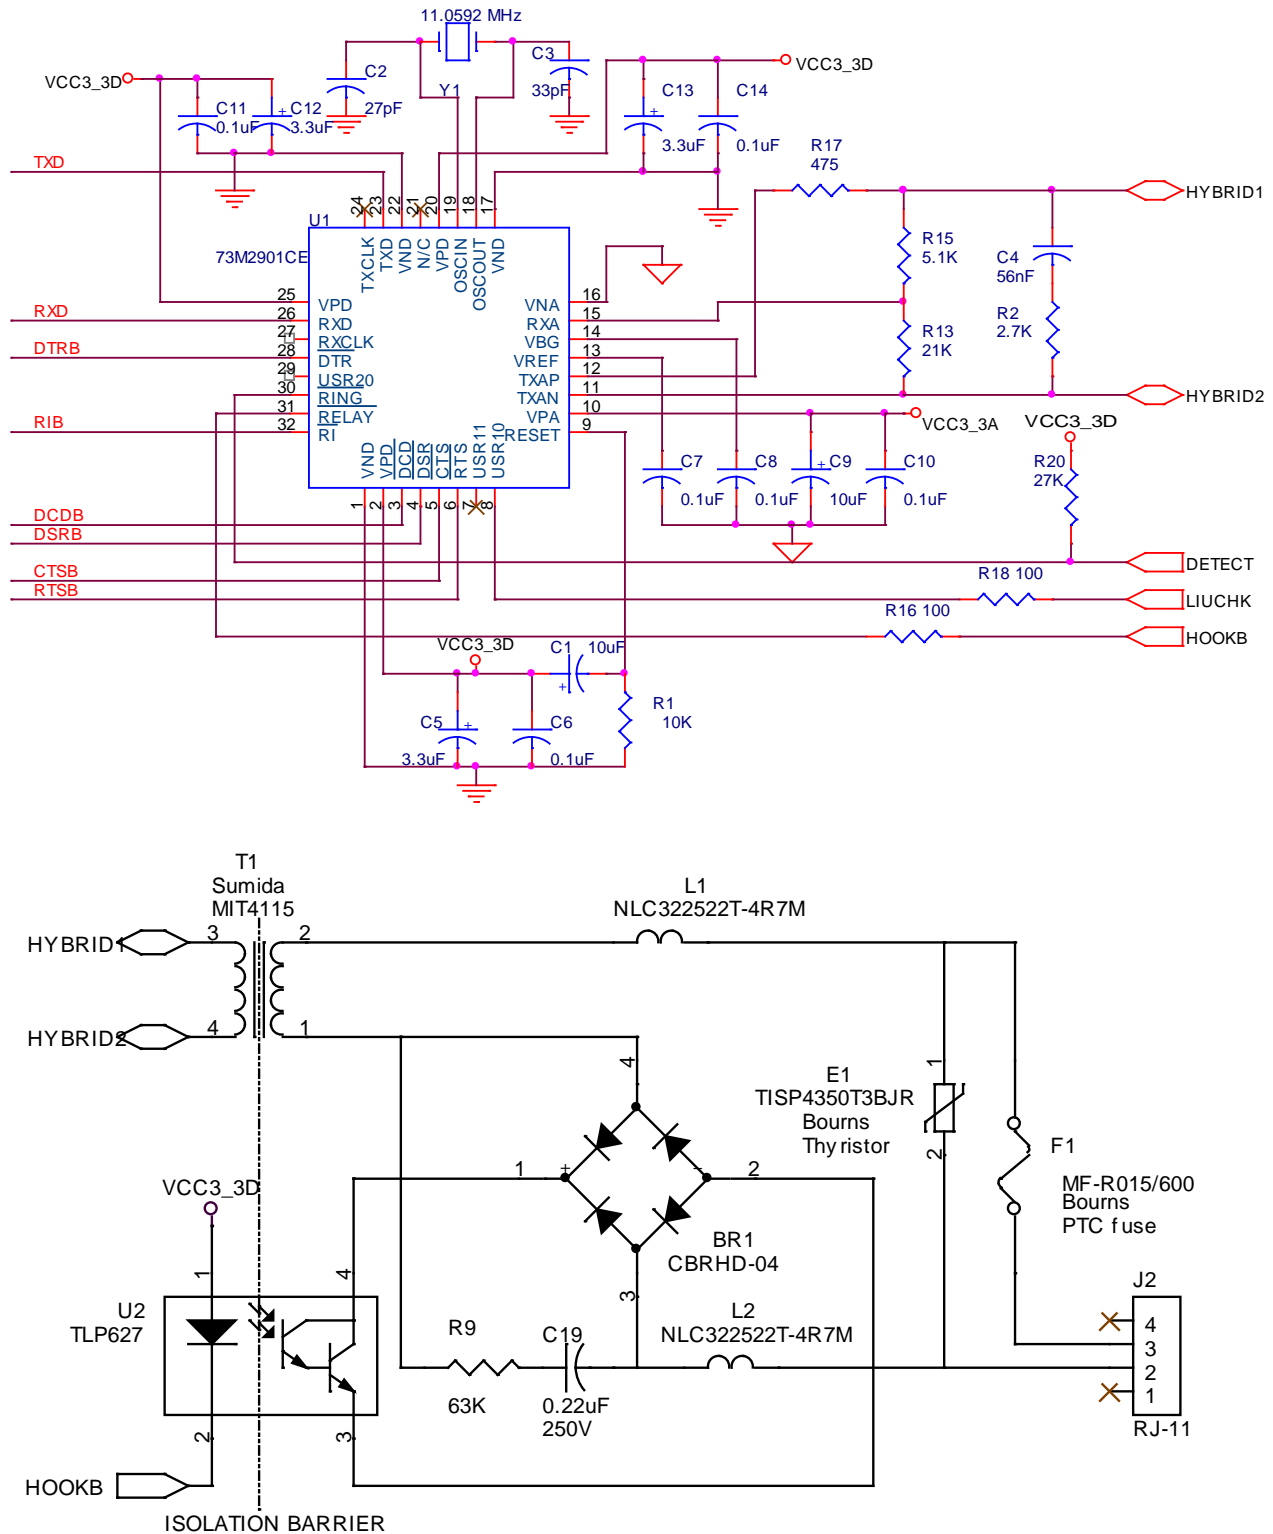 11.0592 MHz
VCC3_3D
C2
27pF
Y1
C3
33pF
VCC3_3D
C11
0.1uF
+
C12
3.3uF
C13
+
3.3uF
C14
0.1uF
TXD
R17
475
HYBRID1
24
23
22
21
20
19
18
17
U1
73M2901CE
TXCLK
TXD
VND
N/C
VPD
OSCIN
OSCOUT
VND
R15
5.1K
C4
56nF
R13
21K
R2
2.7K
RXD
DTRB
RIB
25
26
27
28
29
30
31
32
VPD
RXD
RXCLK
DTR
USR20
RING
RELAY
RI
VNA
RXA
VBG
VREF
TXAP
TXAN
VPA
RESET
16
15
14
13
12
11
10
9
HYBRID2
VCC3_3A
VCC3_3D
R20
27K
VND
VPD
DCD
DSR
CTS
RTS
USR11
USR10
1
2
3
4
5
6
7
8
C7
0.1uF
C8
0.1uF
+
C9
10uF
C10
0.1uF
DCDB
DSRB
CTSB
RTSB
DETECT
R18 100
LIUCHK
R16 100
HOOKB
VCC3_3D
C1
10uF
+
C5
+
3.3uF
C6
0.1uF
R1
10K
T1
Sumida
MIT4115
L1
NLC322522T-4R7M
HYBRID1
3
2
HYBRID2
4
1
4
E1
TISP4350T3BJR
Bourns
Thyristor
1
2
F1
MF-R015/600
Bourns
PTC fuse
1
+
-
2
VCC3_3D
BR1
CBRHD-04
3
1
4
U2
TLP627
L2
NLC322522T-4R7M
J2
4
3
2
1
RJ-11
R9
63K
C19
0.22uF
250V
2
3
HOOKB
ISOLATION BARRIER